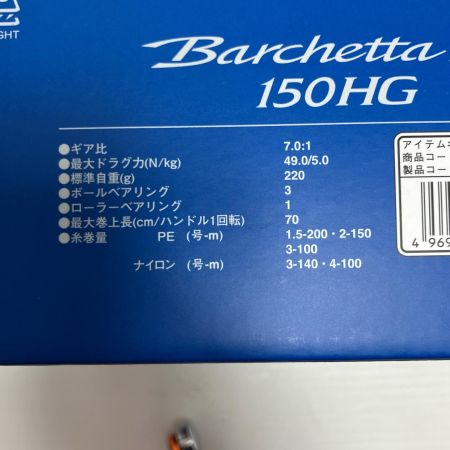 GHT
Barchetta
150HG
●ギア比 7.0:1
●最大ドラグ力(N/kg) 49.0/5.0
●標準自重(g) 220
●ボールベアリング 3
●ローラーベアリング 1
●最大巻上長(cm/ハンドル1回転) 70
●糸巻量 PE (号-m) 1.5-200・2-150
3-100
ナイロン (号-m) 3-140・4-100
アイテム
商品コー
製品コー
4 969